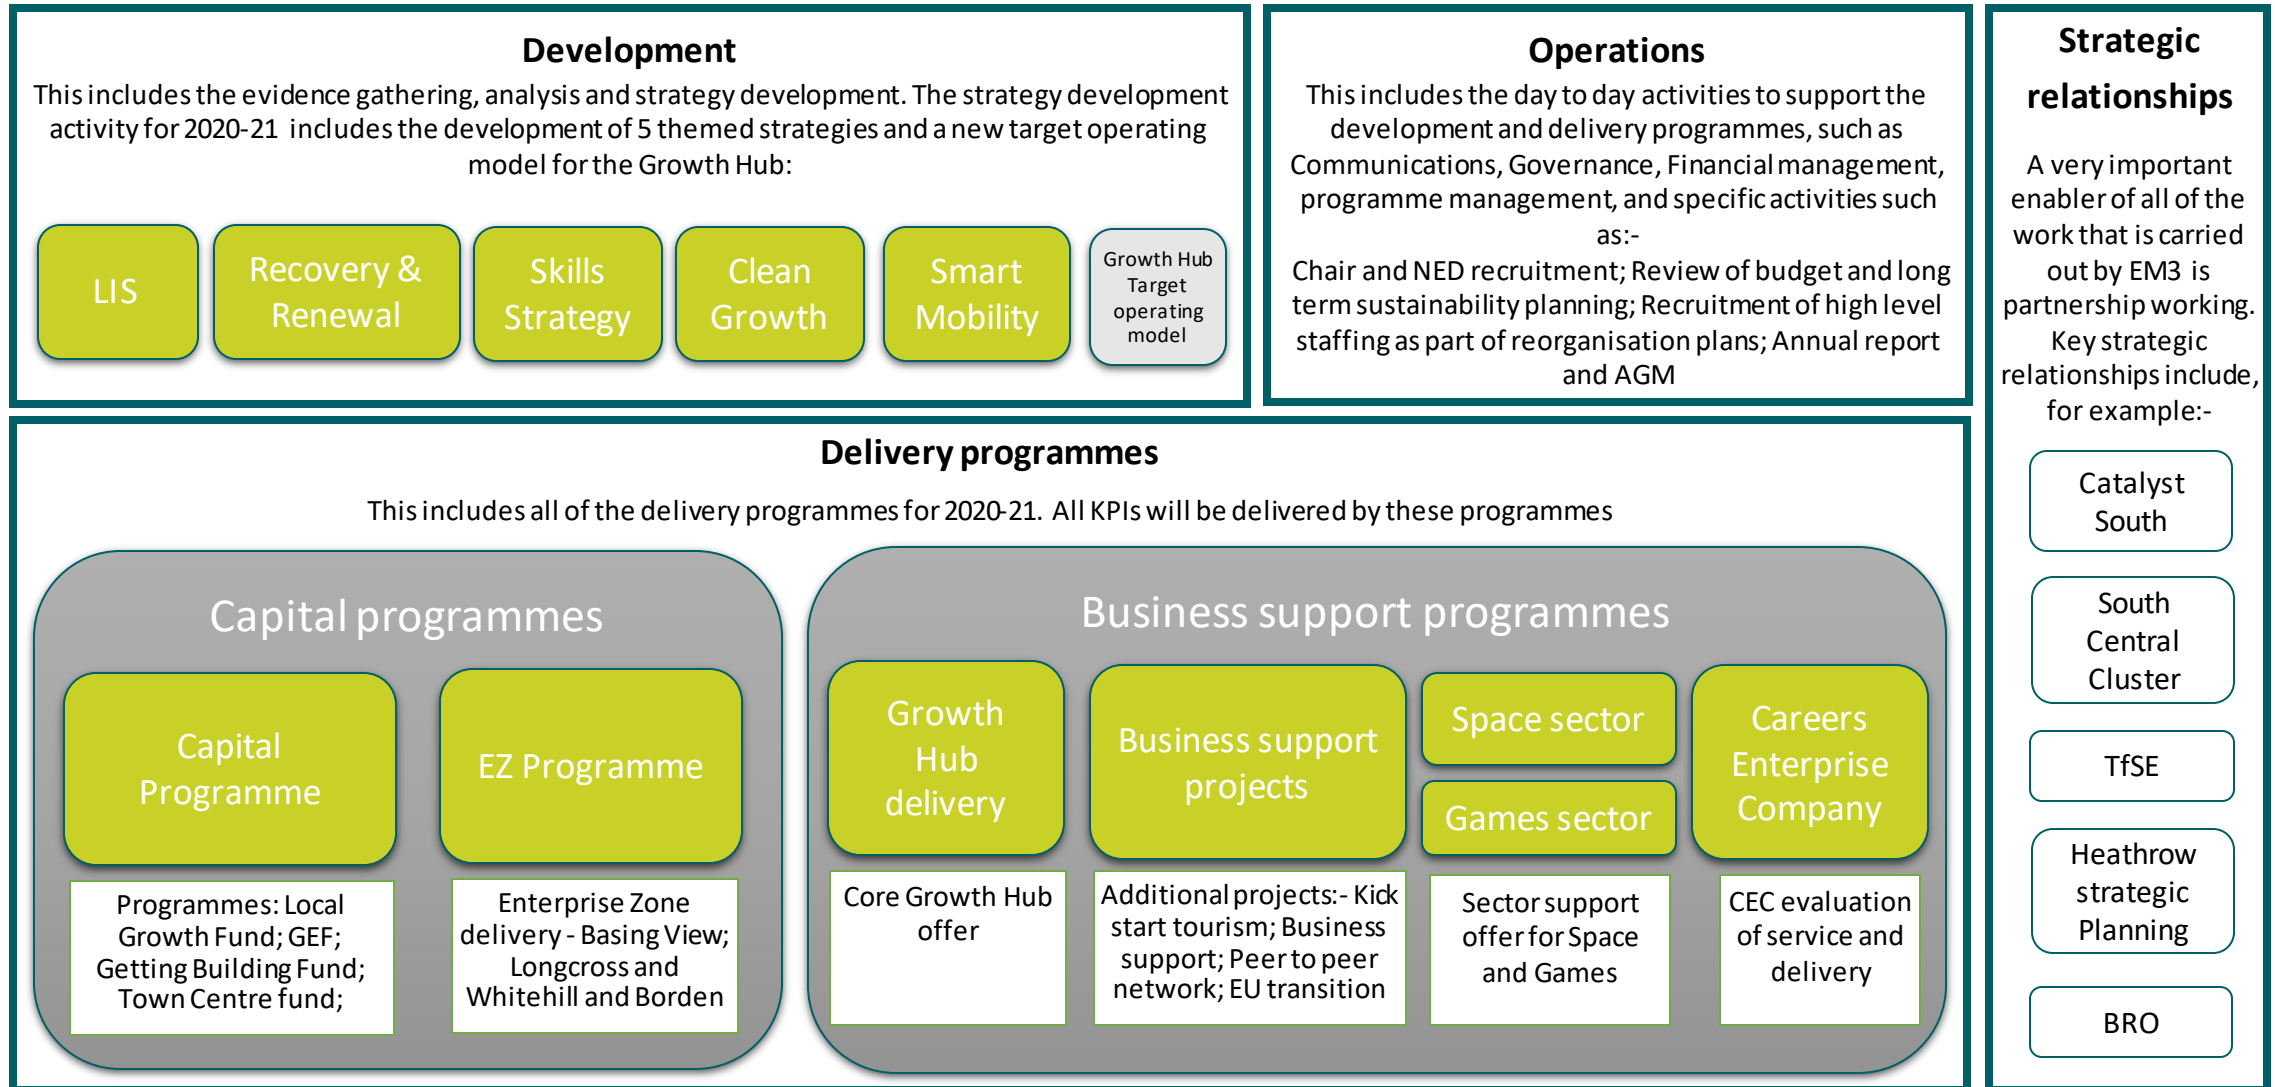 Development
This includes the evidence gathering, analysis and strategy development. The strategy development
activity for 2020-21 includes the development of 5 themed strategies and a new target operating
model for the Growth Hub:
LIS
Recovery &
Renewal
Skills
Strategy
Clean
Growth
Smart
Mobility
Growth Hub
Target
operating
model
Operations
This includes the day to day activities to support the
development and delivery programmes, such as
Communications, Governance, Financial management,
programme management, and specific activities such
as:-
Chair and NED recruitment; Review of budget and long
term sustainability planning; Recruitment of high level
staffing as part of reorganisation plans; Annual report
and AGM
Strategic
relationships
A very important
enabler of all of the
work that is carried
out by EM3 is
partnership working.
Key strategic
relationships include,
for example:-
Catalyst
South
South
Central
Cluster
TfSE
Heathrow
strategic
Planning
BRO
Delivery programmes
This includes all of the delivery programmes for 2020-21. All KPIs will be delivered by these programmes
Capital programmes
Capital
Programme
EZ Programme
Programmes: Local
Growth Fund; GEF;
Getting Building Fund;
Town Centre fund;
Enterprise Zone
delivery - Basing View;
Longcross and
Whitehill and Borden
Business support programmes
Growth
Hub
delivery
Business support
projects
Space sector
Games sector
Careers
Enterprise
Company
Core Growth Hub
offer
Additional projects:- Kick
start tourism; Business
support; Peer to peer
network; EU transition
Sector support
offer for Space
and Games
CEC evaluation
of service and
delivery